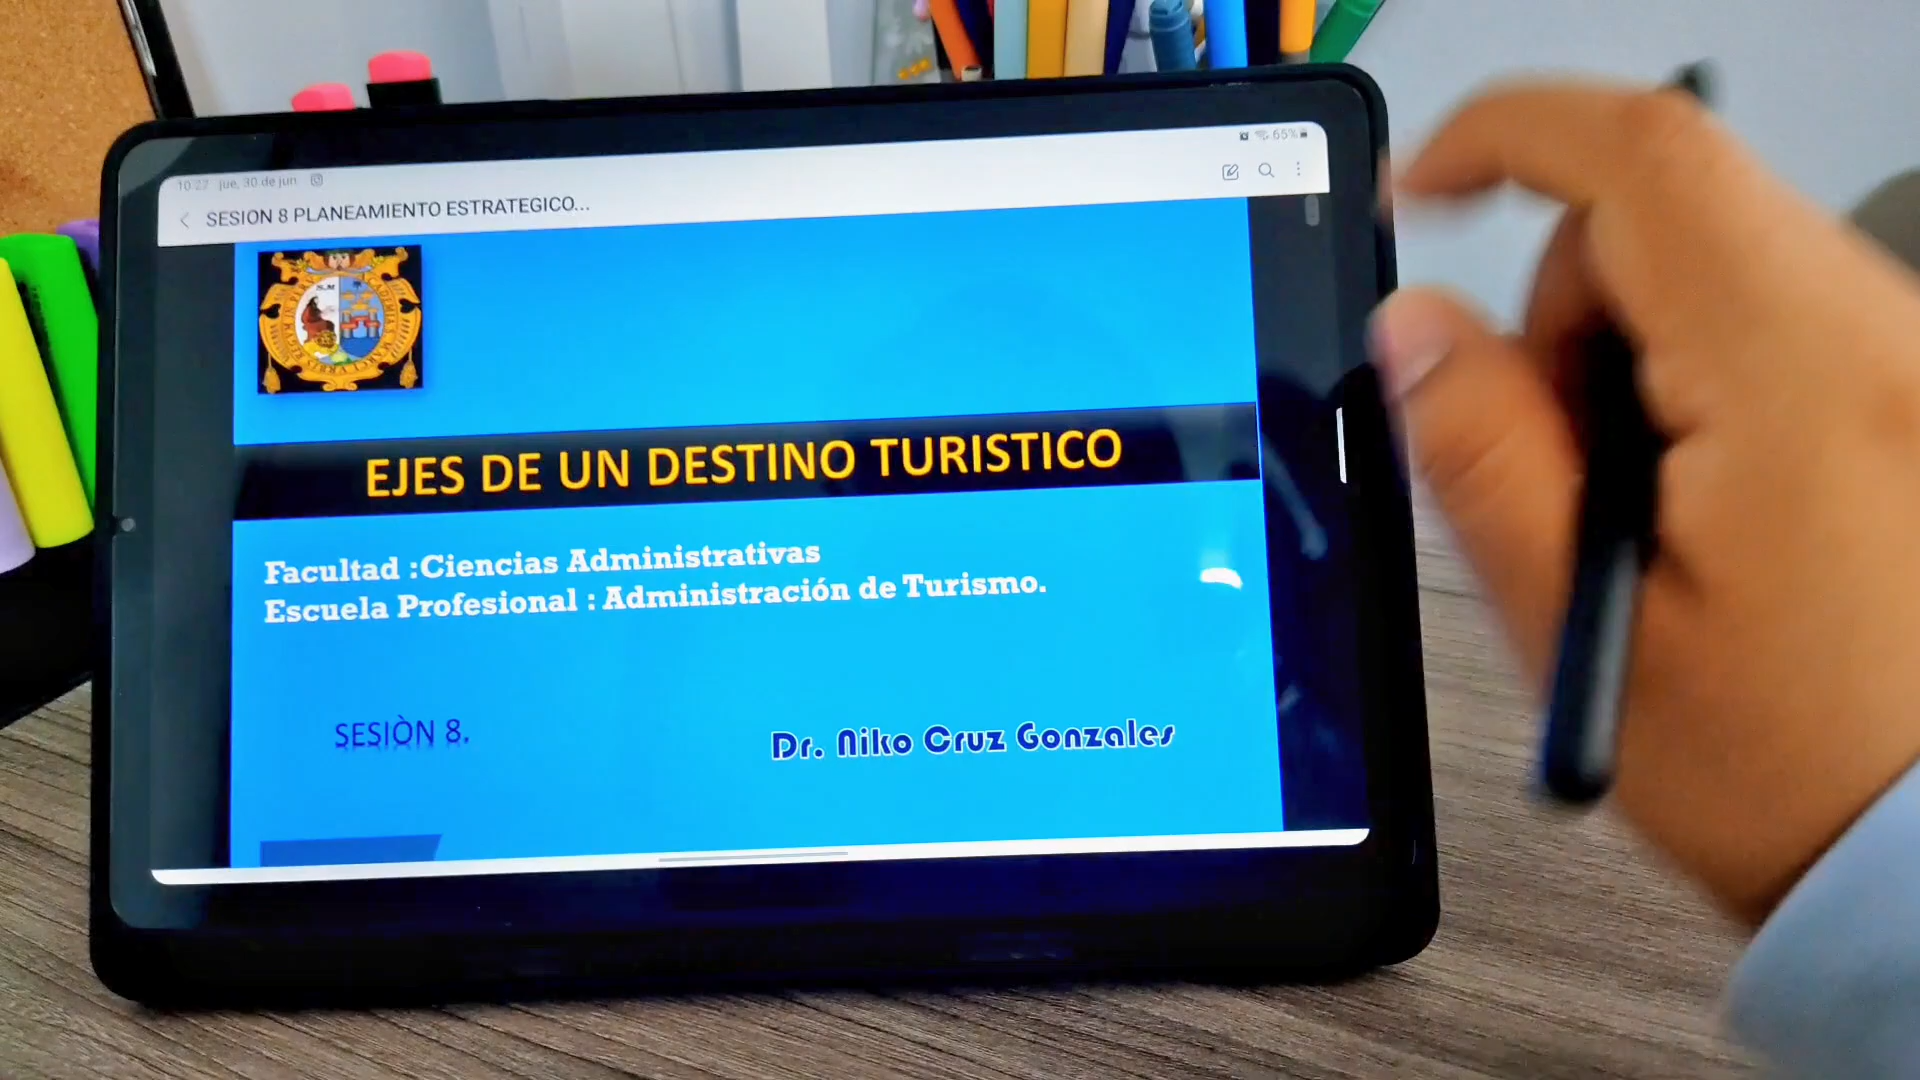 10:27 jue, 30 de jun
65%
SESION 8 PLANEAMIENTO ESTRATEGICO...
S.M
EJES DE UN DESTINO TURISTICO
Facultad :Ciencias Administrativas
Escuela Profesional : Administración de Turismo.
SESIÒN 8.
Dr. Niko Cruz Gonzales